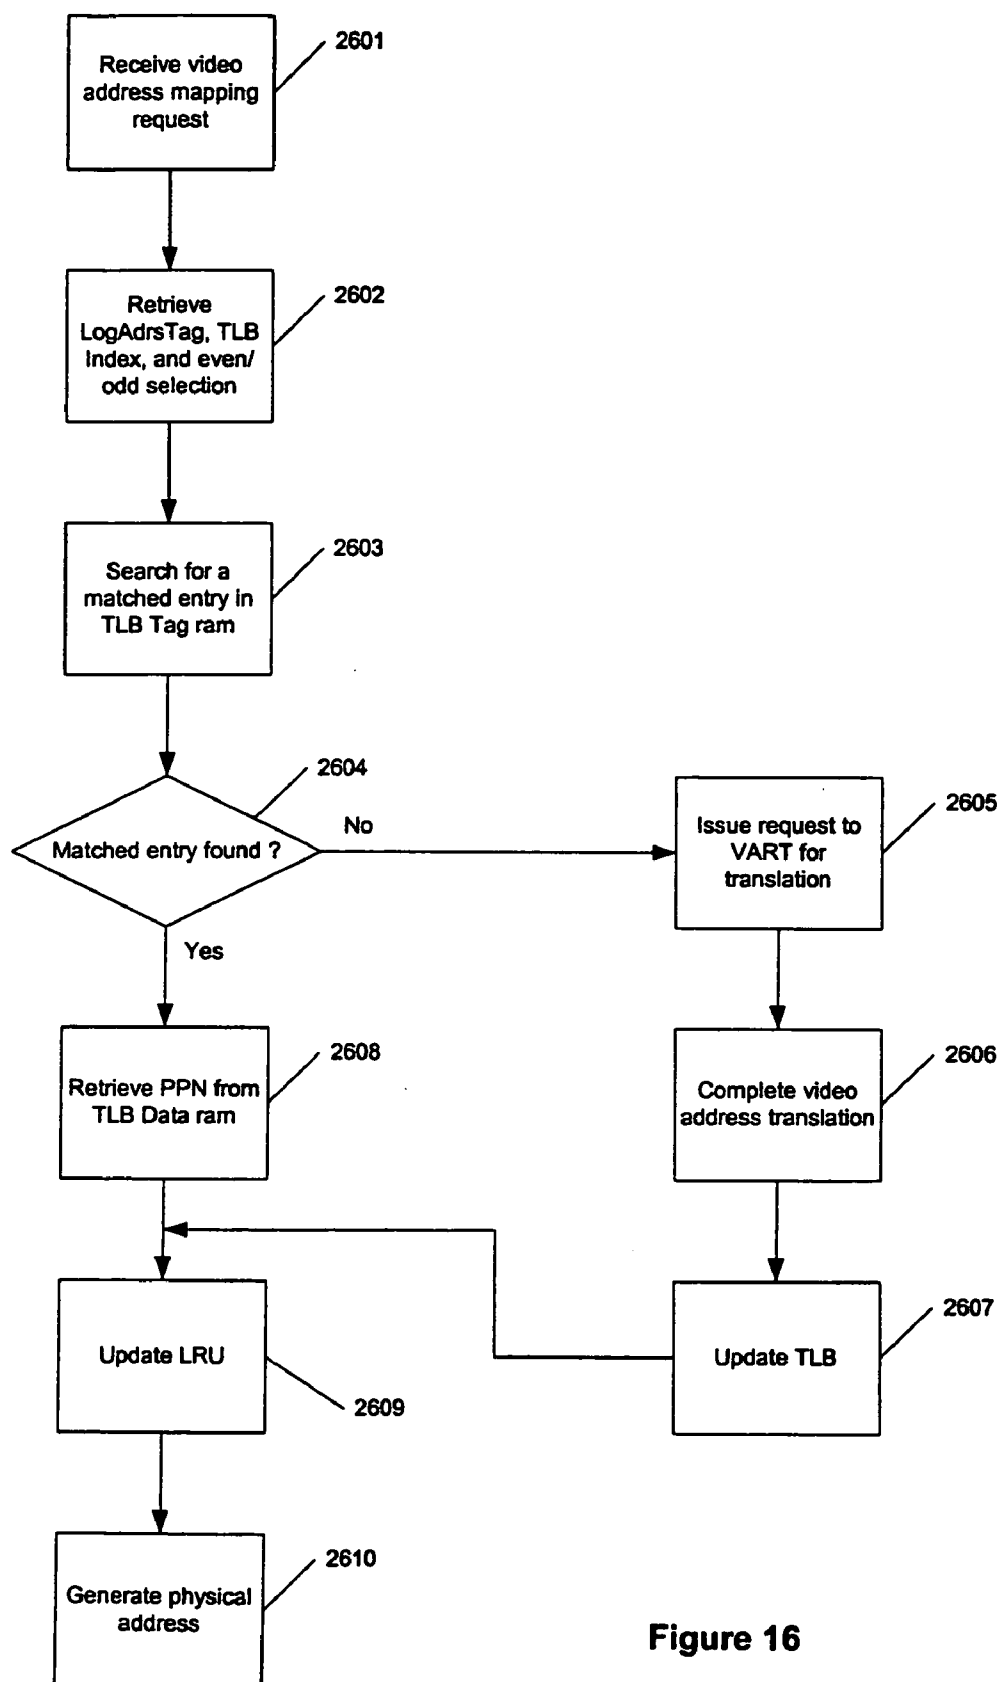 Receive video
address mapping
request
2601
Retrieve
LogAdrsTag, TLB
Index, and even/
odd selection
2602
Search for a
matched entry in
TLB Tag ram
2603
Matched entry found ?
2604
No
Yes
Issue request to
VART for
translation
2605
Complete video
address translation
2606
Update TLB
2607
Retrieve PPN from
TLB Data ram
2608
Update LRU
2609
Generate physical
address
2610
Figure 16